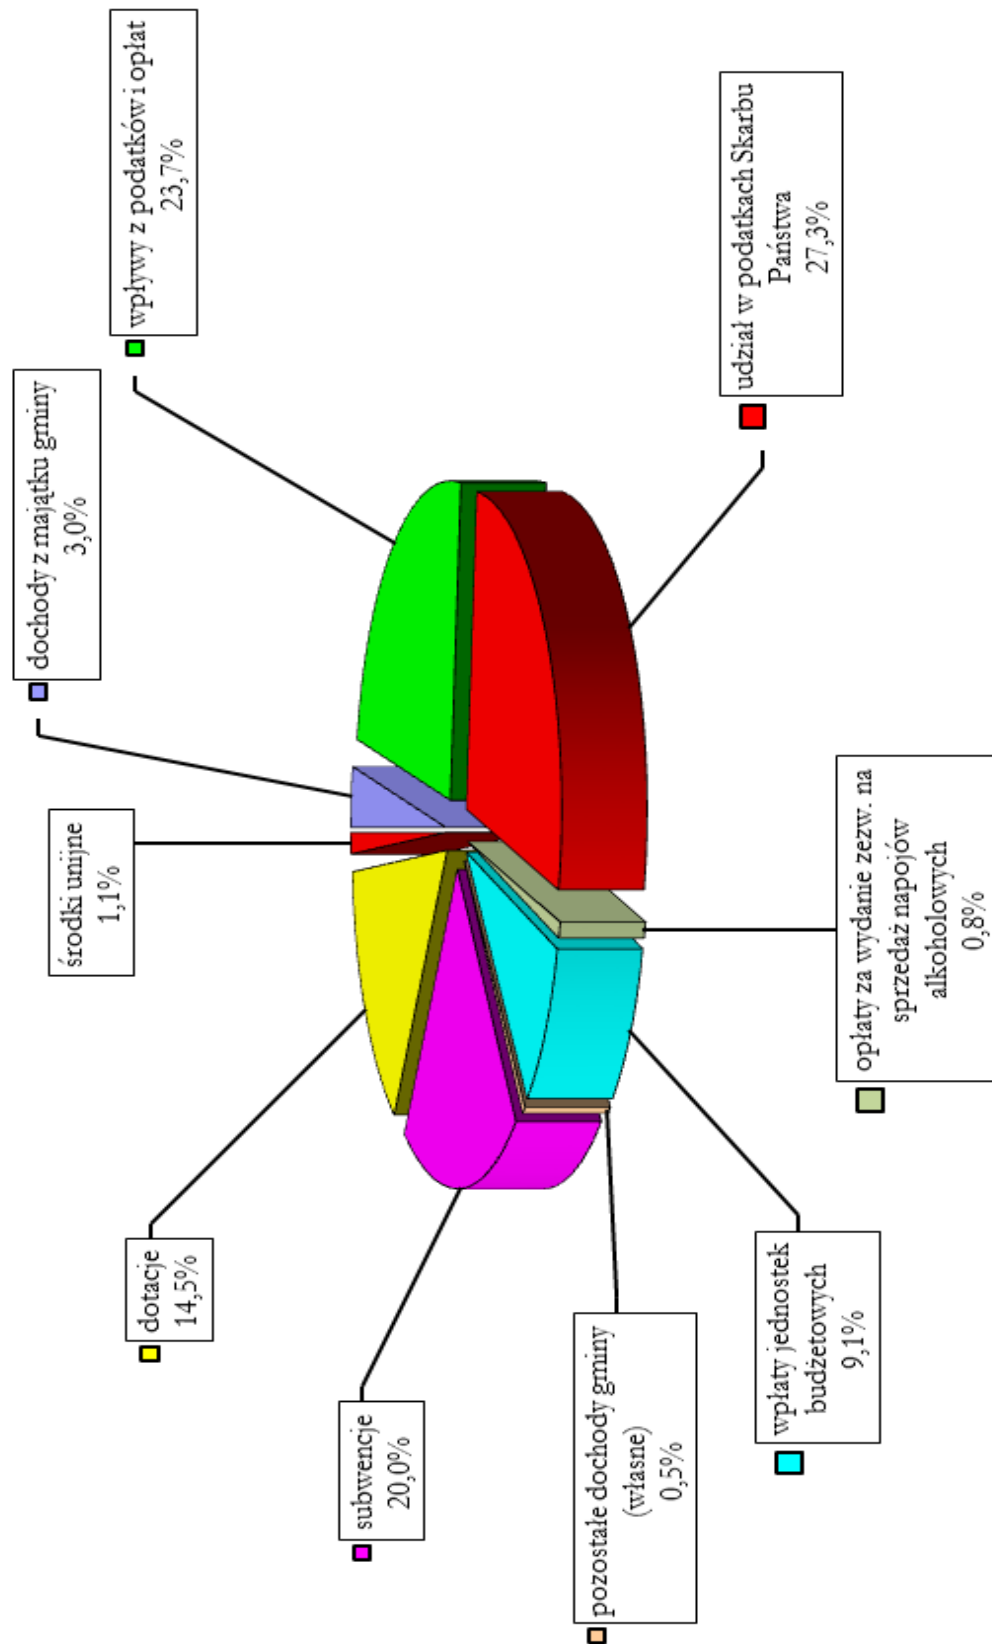 dochody z majątku gminy
3,0%
wpływy z podatków i opłat
23,7%
środki unijne
1,1%
dotacje
14,5%
subwencje
20,0%
pozostałe dochody gminy
(własne)
0,5%
wpłaty jednostek
budżetowych
9,1%
opłaty za wydanie zezw. na
sprzedaż napojów
alkoholowych
0,8%
udział w podatkach Skarbu
Państwa
27,3%